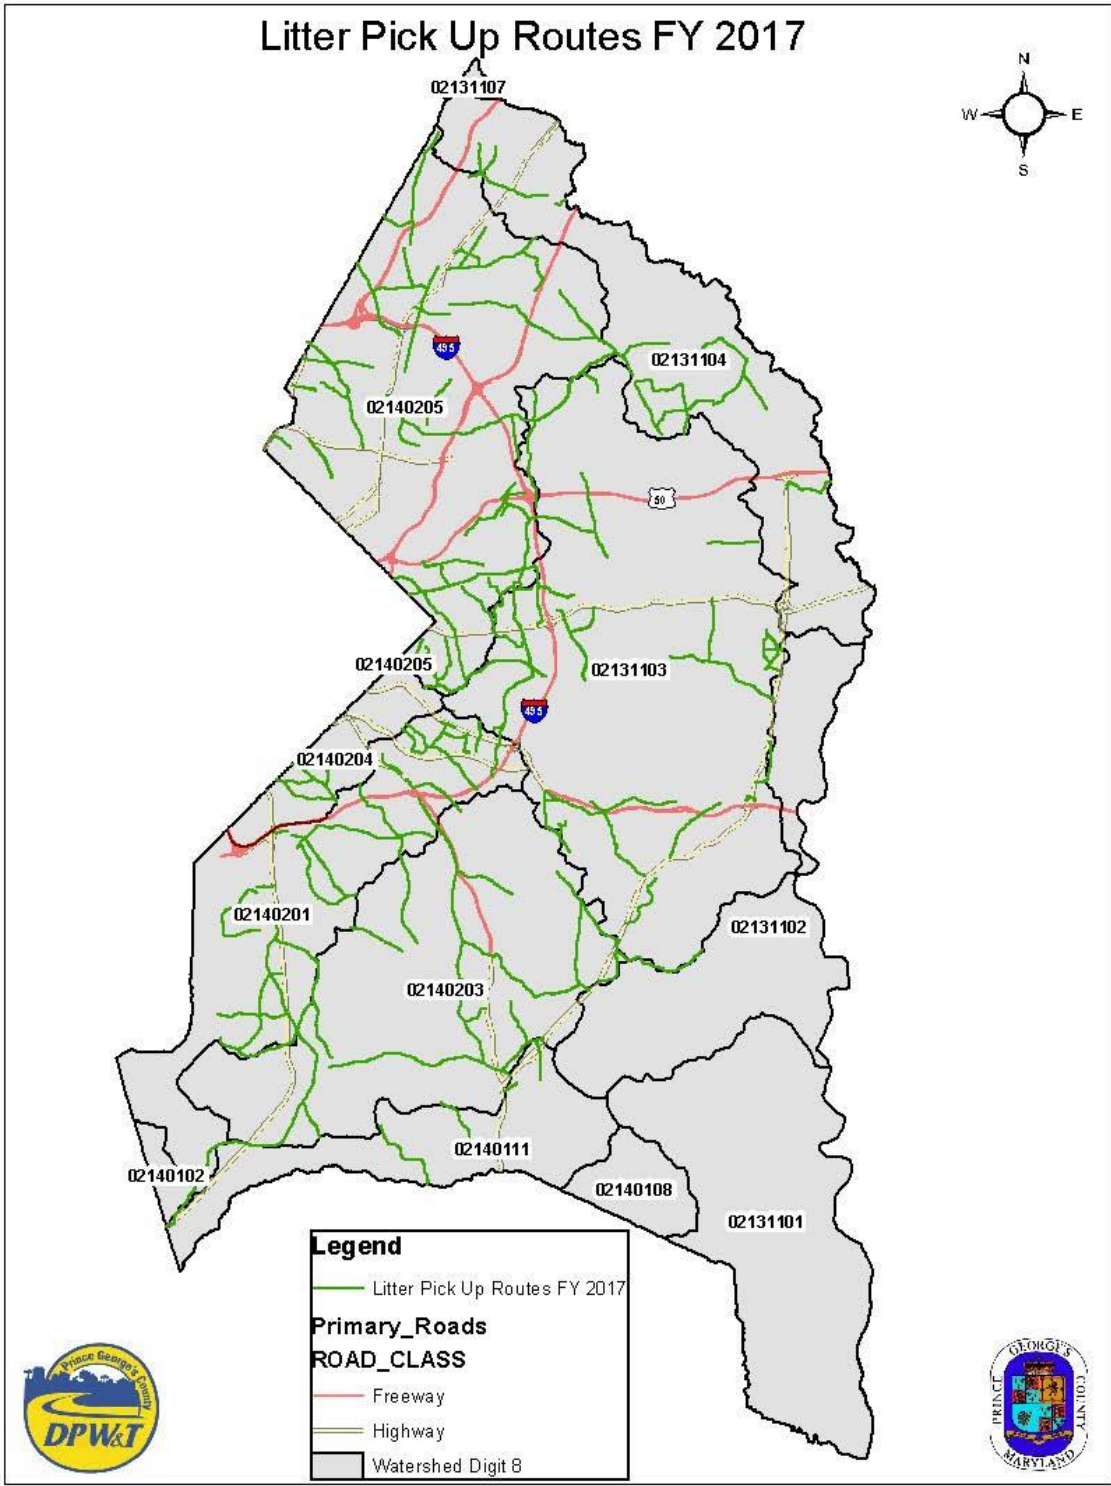 Litter Pick Up Routes FY 2017
02131107
N
W
E
S
495
02131104
02140205
50
02140205
02131103
495
02140204
02140201
02131102
02140203
02140111
02140102
02140108
02131101
Legend
Litter Pick Up Routes FY 2017
Primary_Roads
ROAD_CLASS
Freeway
Highway
Watershed Digit 8
Prince George's County
DPW&T
PRINCE GEORGE'S COUNTY
MARYLAND